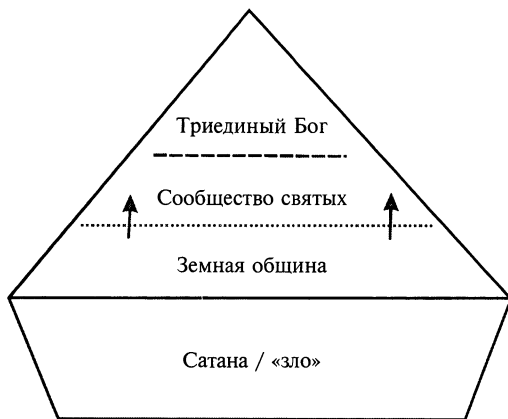 Триединый Бог
Сообщество святых
Земная община
Сатана / «зло»